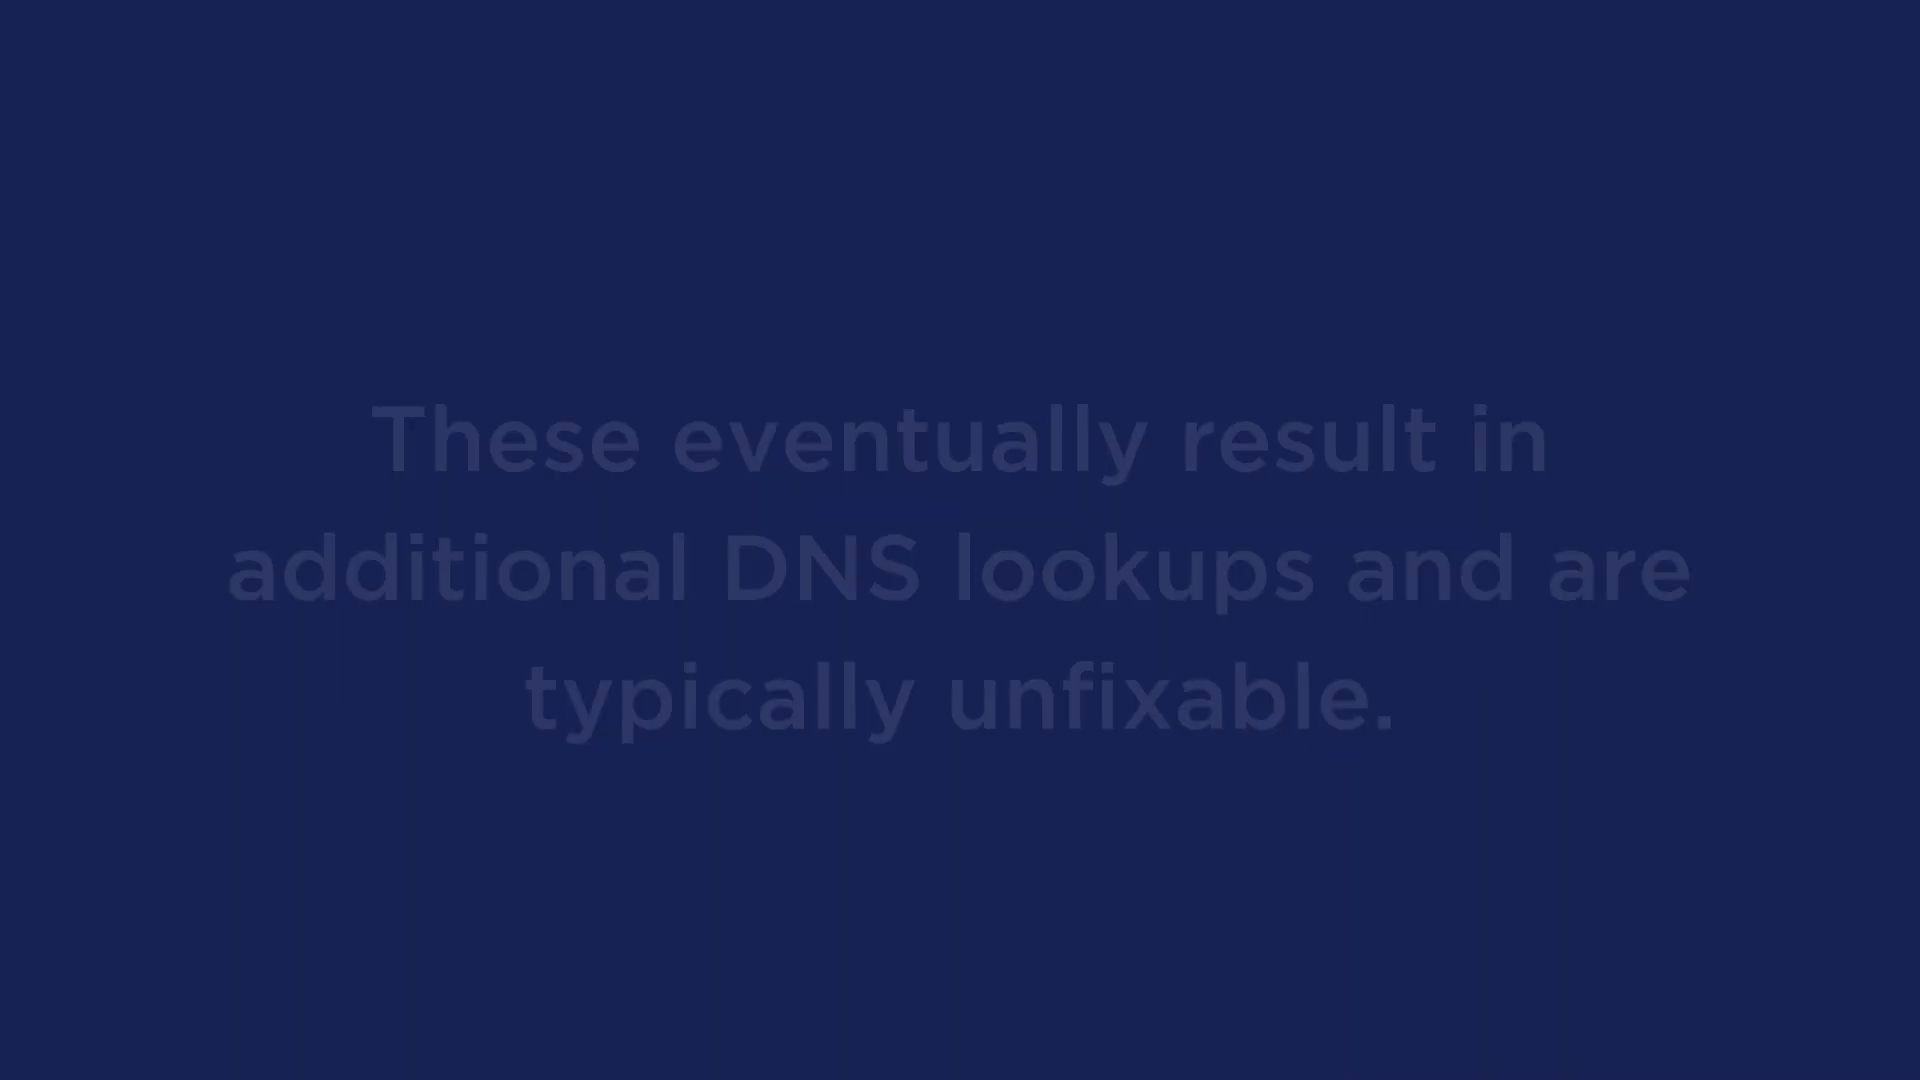 These eventually result in
additional DNS lookups and are
typically unfixable.